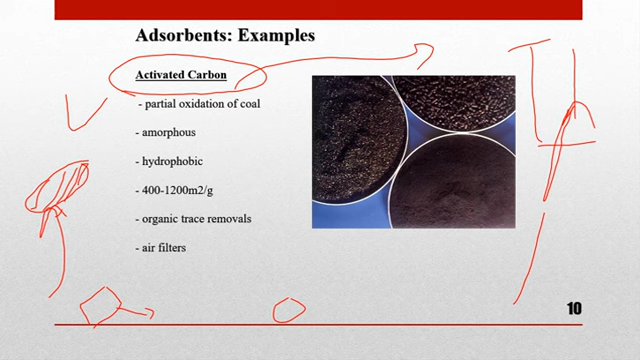 Adsorbents: Examples
Activated Carbon
- partial oxidation of coal
- amorphous
- hydrophobic
- 400-1200m2/g
- organic trace removals
- air filters
10